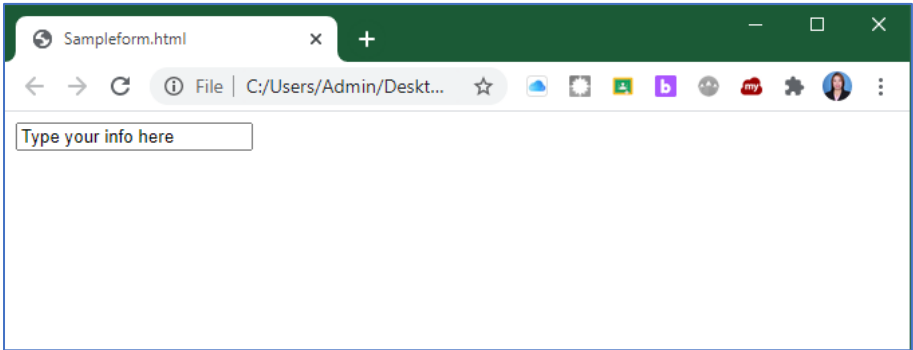 Sampleform.html
File C:/Users/Admin/Deskt...
b
my
Type your info here